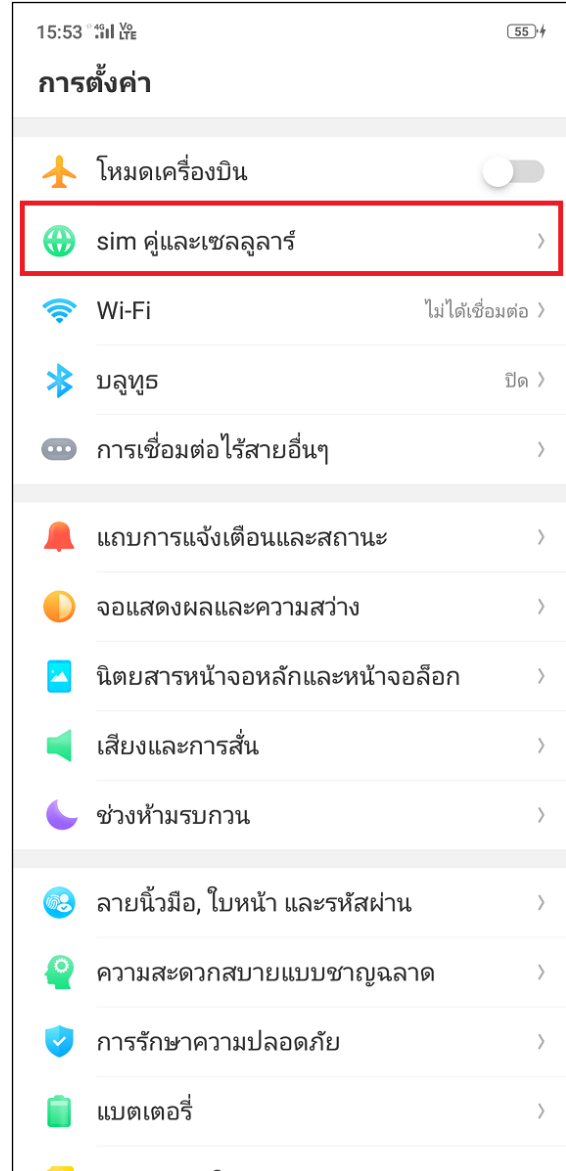 15:53 4G Vo LTE 55
การตั้งค่า
โหมดเครื่องบิน
sim คู่และเซลลูลาร์
Wi-Fi ไม่ได้เชื่อมต่อ
บลูทูธ ปิด
การเชื่อมต่อไร้สายอื่นๆ
แถบการแจ้งเตือนและสถานะ
จอแสดงผลและความสว่าง
นิตยสารหน้าจอหลักและหน้าจอล็อก
เสียงและการสั่น
ช่วงห้ามรบกวน
ลายนิ้วมือ, ใบหน้า และรหัสผ่าน
ความสะดวกสบายแบบชาญฉลาด
การรักษาความปลอดภัย
แบตเตอรี่